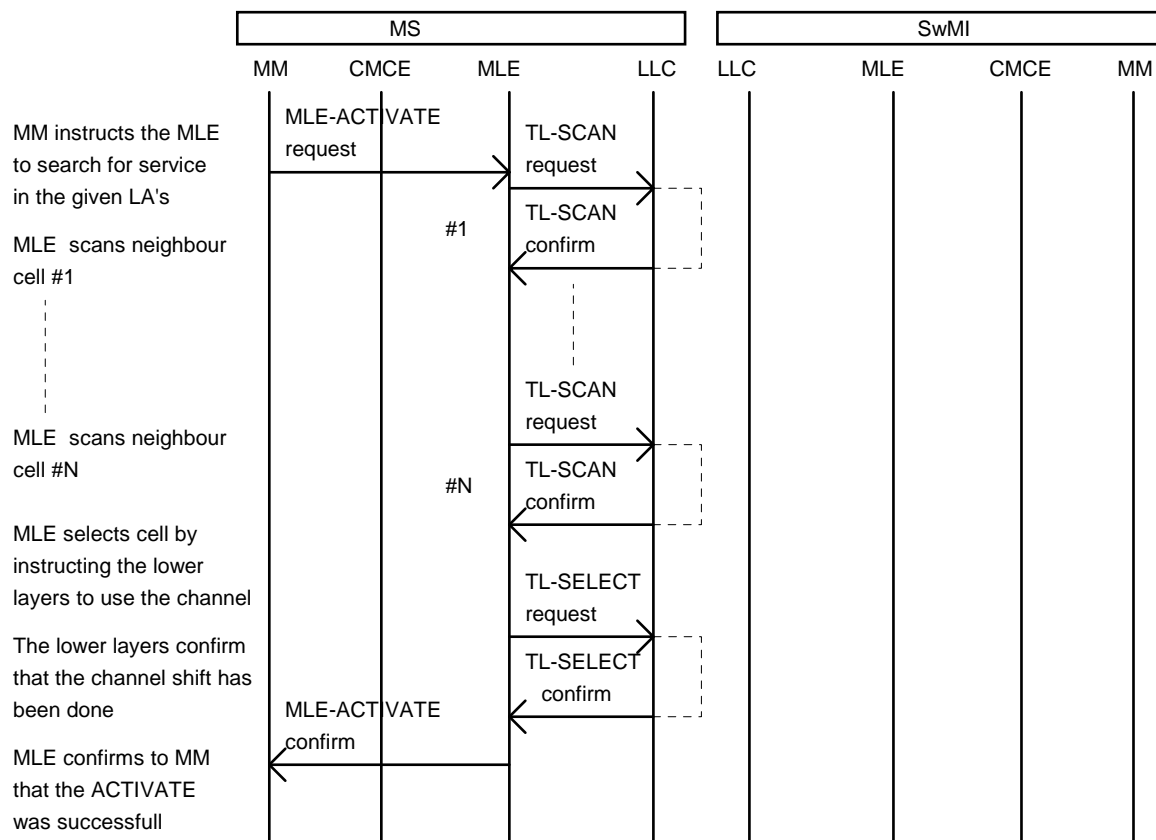 MS
SwMI
MM
CMCE
MLE
LLC
LLC
MLE
CMCE
MM
MM instructs the MLE
to search for service
in the given LA's
MLE-ACTIVATE
request
TL-SCAN
request
#1
TL-SCAN
confirm
MLE scans neighbour
cell #1
TL-SCAN
request
MLE scans neighbour
cell #N
#N
TL-SCAN
confirm
MLE selects cell by
instructing the lower
layers to use the channel
TL-SELECT
request
The lower layers confirm
that the channel shift has
been done
TL-SELECT
confirm
MLE-ACTIVATE
confirm
MLE confirms to MM
that the ACTIVATE
was successfull